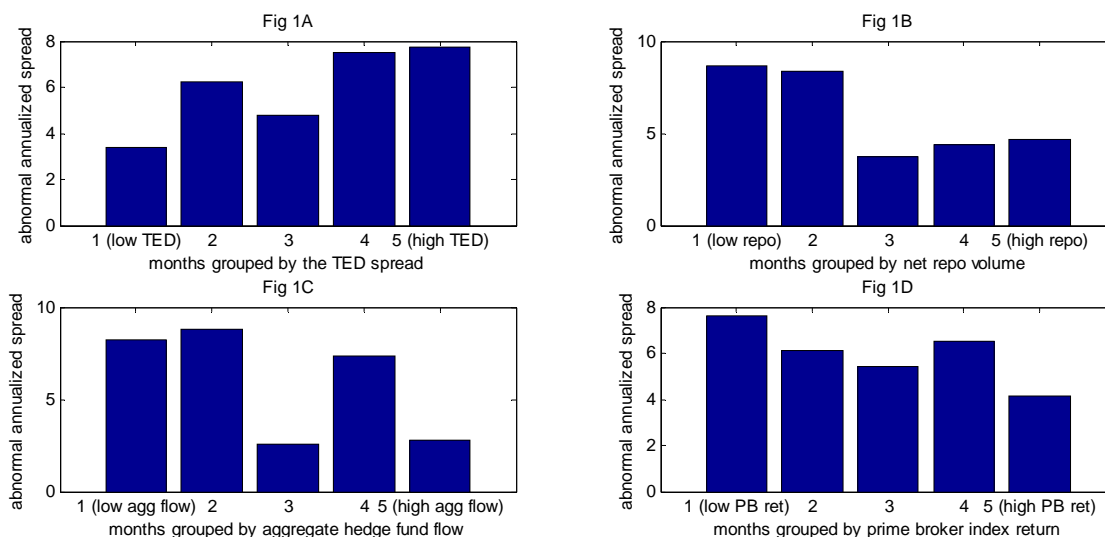 Fig 1A
abnormal annualized spread
8
6
4
2
0
1 (low TED) 2 3 4 5 (high TED)
months grouped by the TED spread
Fig 1B
abnormal annualized spread
10
5
0
1 (low repo) 2 3 4 5 (high repo)
months grouped by net repo volume
Fig 1C
abnormal annualized spread
10
5
0
1 (low agg flow) 2 3 4 5 (high agg flow)
months grouped by aggregate hedge fund flow
Fig 1D
abnormal annualized spread
8
6
4
2
0
1 (low PB ret) 2 3 4 5 (high PB ret)
months grouped by prime broker index return